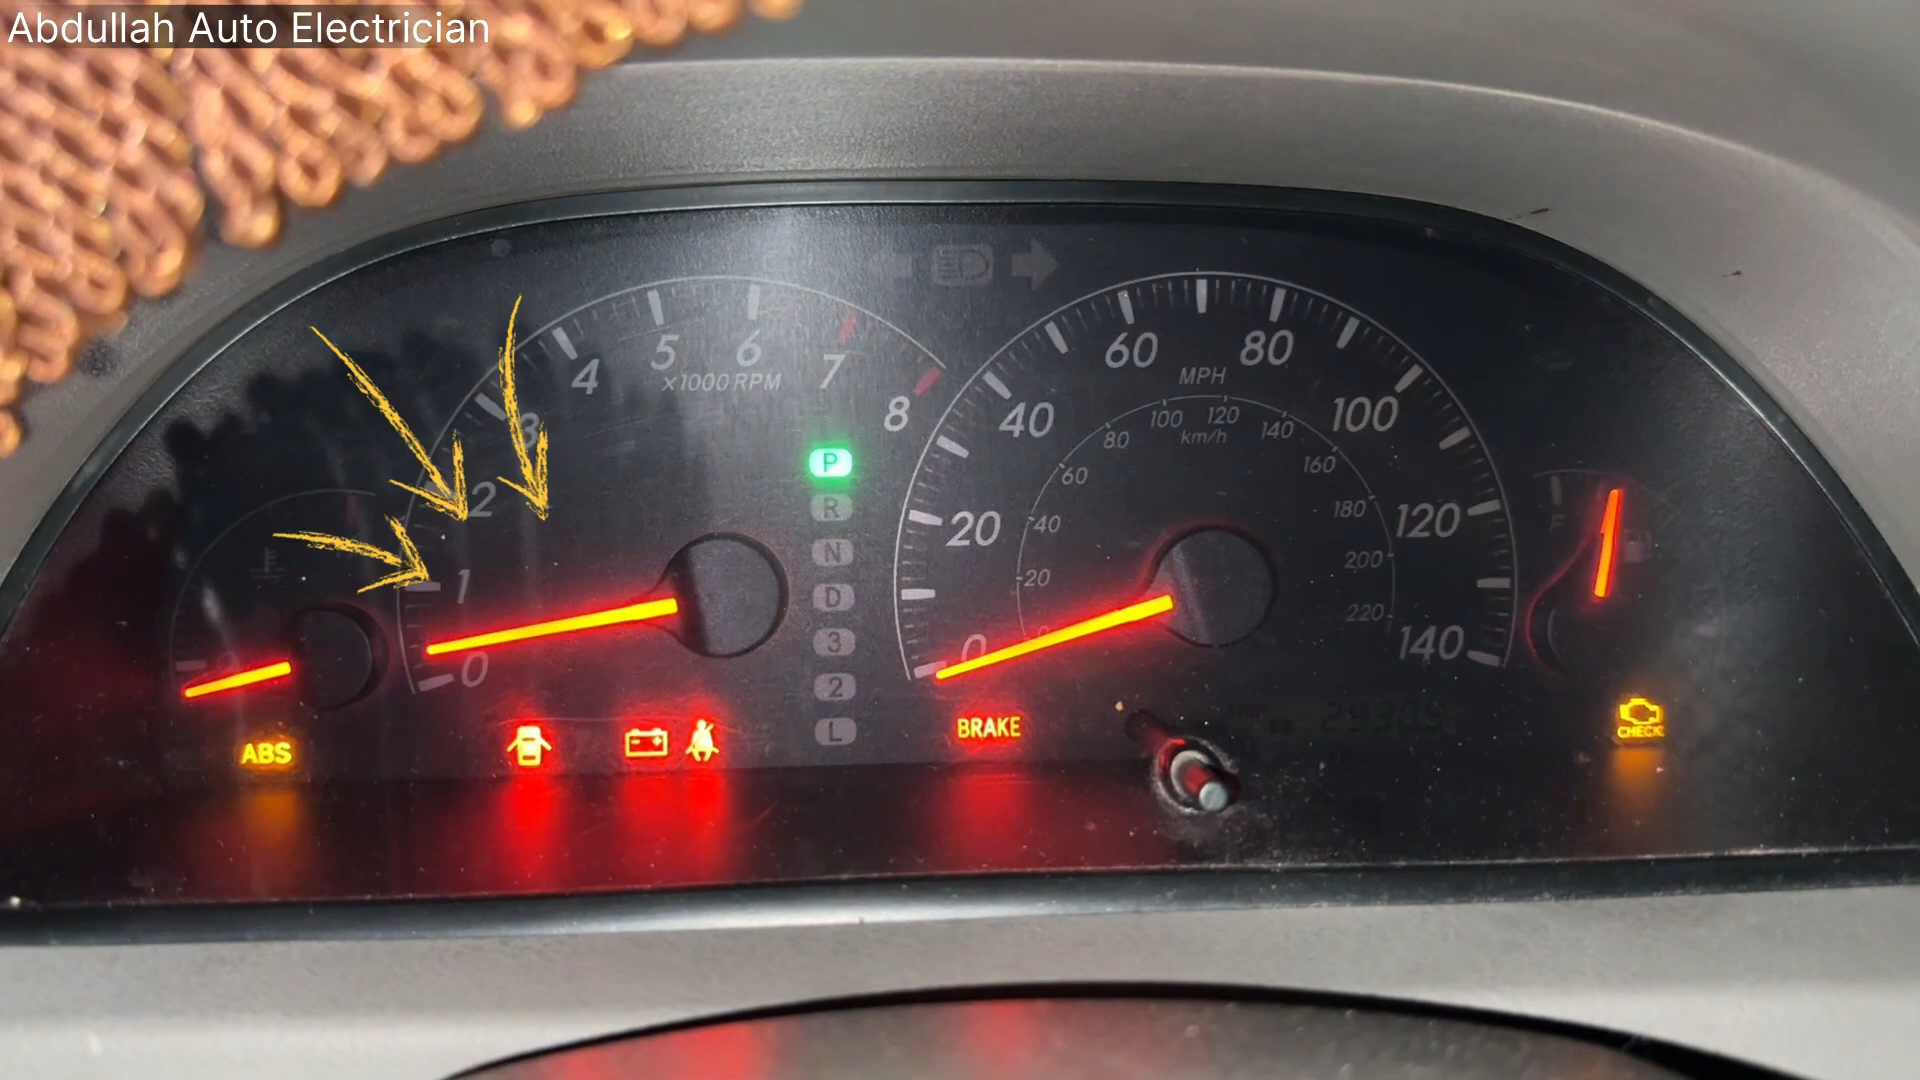 Abdullah Auto Electrician
0
1
2
3
4
5
6
7
8
x1000 RPM
P
R
N
D
3
2
L
0
20
40
60
80
100
120
140
MPH
20
40
60
80
100
120
140
160
180
200
220
km/h
F
ABS
BRAKE
CHECK